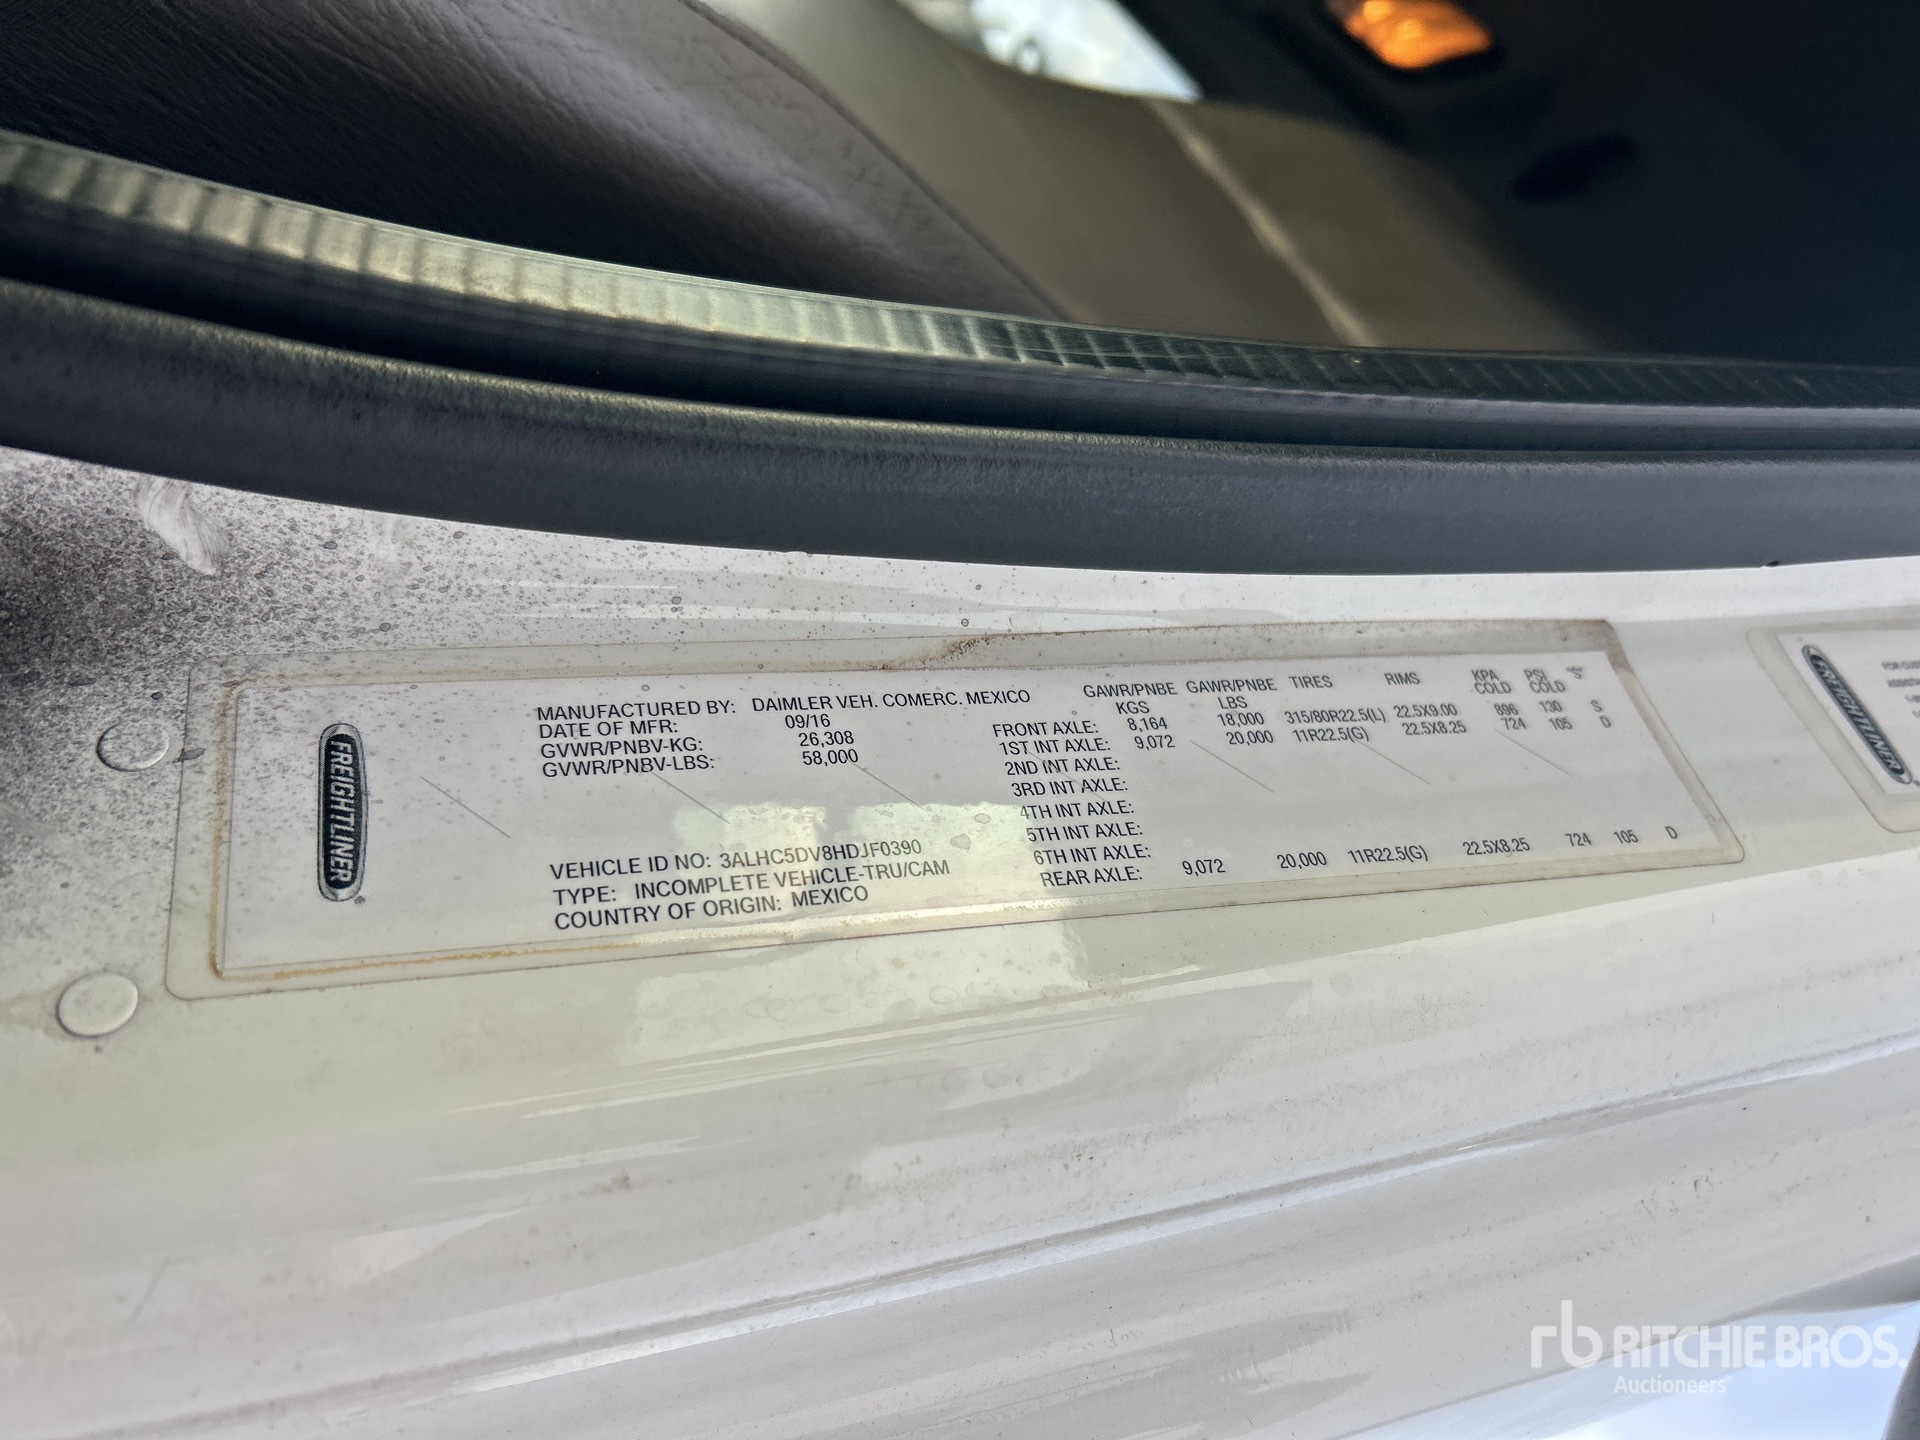 FREIGHTLINER
MANUFACTURED BY: DAIMLER VEH. COMERC. MEXICO
DATE OF MFR: 09/16
GVWR/PNBV-KG: 26,308
GVWR/PNBV-LBS: 58,000
VEHICLE ID NO: 3ALHC5DV8HDJF0390
TYPE: INCOMPLETE VEHICLE-TRU/CAM
COUNTRY OF ORIGIN: MEXICO
GAWR/PNBE KGS GAWR/PNBE LBS TIRES RIMS KPA COLD PSI COLD "S"
FRONT AXLE: 8,164 18,000 315/80R22.5(L) 22.5X9.00 896 130 S
1ST INT AXLE: 9,072 20,000 11R22.5(G) 22.5X8.25 724 105 D
2ND INT AXLE:
3RD INT AXLE:
4TH INT AXLE:
5TH INT AXLE:
6TH INT AXLE:
REAR AXLE: 9,072 20,000 11R22.5(G) 22.5X8.25 724 105 D
FREIGHTLINER
rb RITCHIE BROS.
Auctioneers